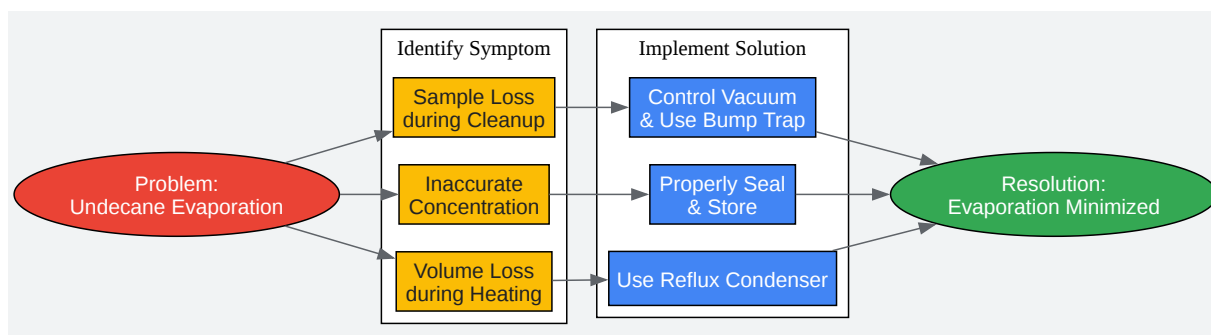 Identify Symptom
Implement Solution
Sample Loss
during Cleanup
Control Vacuum
& Use Bump Trap
Problem:
Undecane Evaporation
Inaccurate
Concentration
Properly Seal
& Store
Resolution:
Evaporation Minimized
Volume Loss
during Heating
Use Reflux Condenser